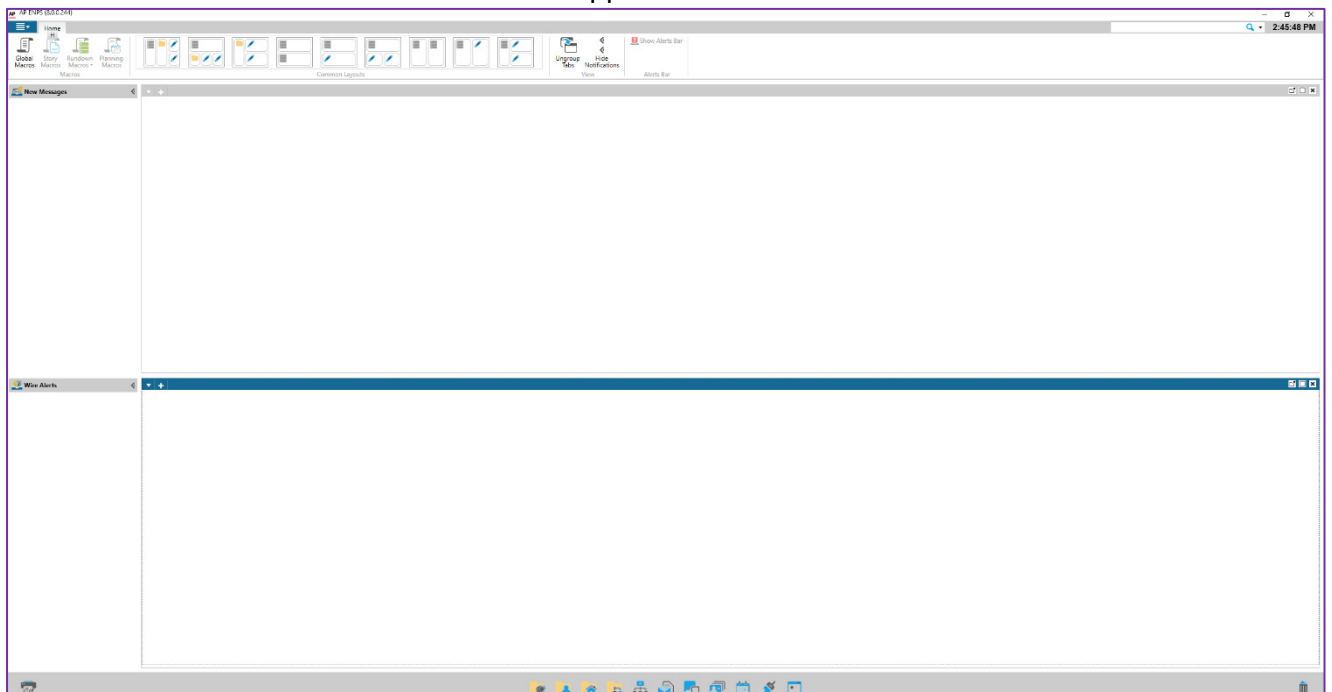 AP AP ENPS (8.0.0.244)
Home
H
2:45:48 PM
Global Macros
Story Macros
Rundown Macros
Planning Macros
Ungroup Tabs
Hide Notifications
Show Alerts Bar
Macros
Common Layouts
View
Alerts Bar
New Messages
Wire Alerts